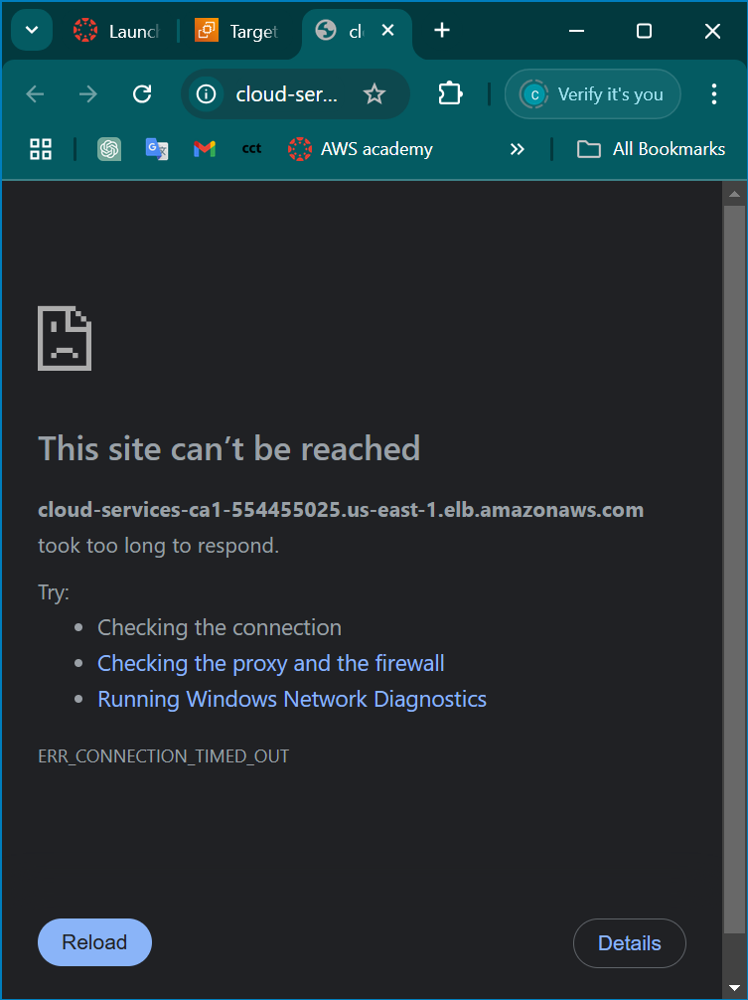 Launch
Target
cl
cloud-ser...
c
Verify it's you
cct
AWS academy
All Bookmarks
This site can’t be reached
cloud-services-ca1-554455025.us-east-1.elb.amazonaws.com
took too long to respond.
Try:
Checking the connection
Checking the proxy and the firewall
Running Windows Network Diagnostics
ERR_CONNECTION_TIMED_OUT
Reload
Details